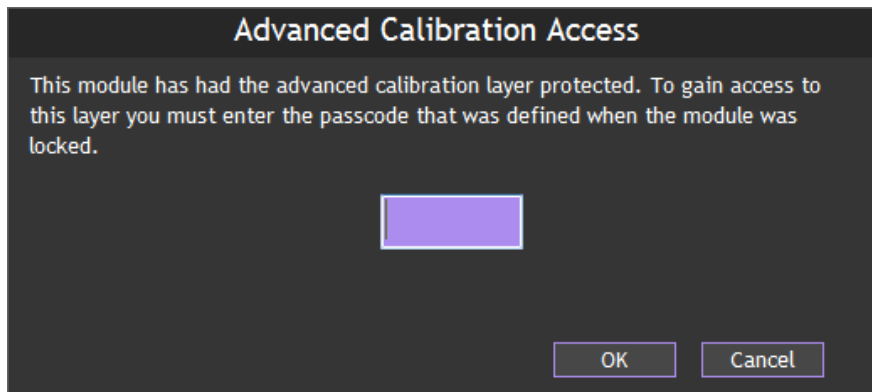 Advanced Calibration Access
This module has had the advanced calibration layer protected. To gain access to
this layer you must enter the passcode that was defined when the module was
locked.
OK
Cancel